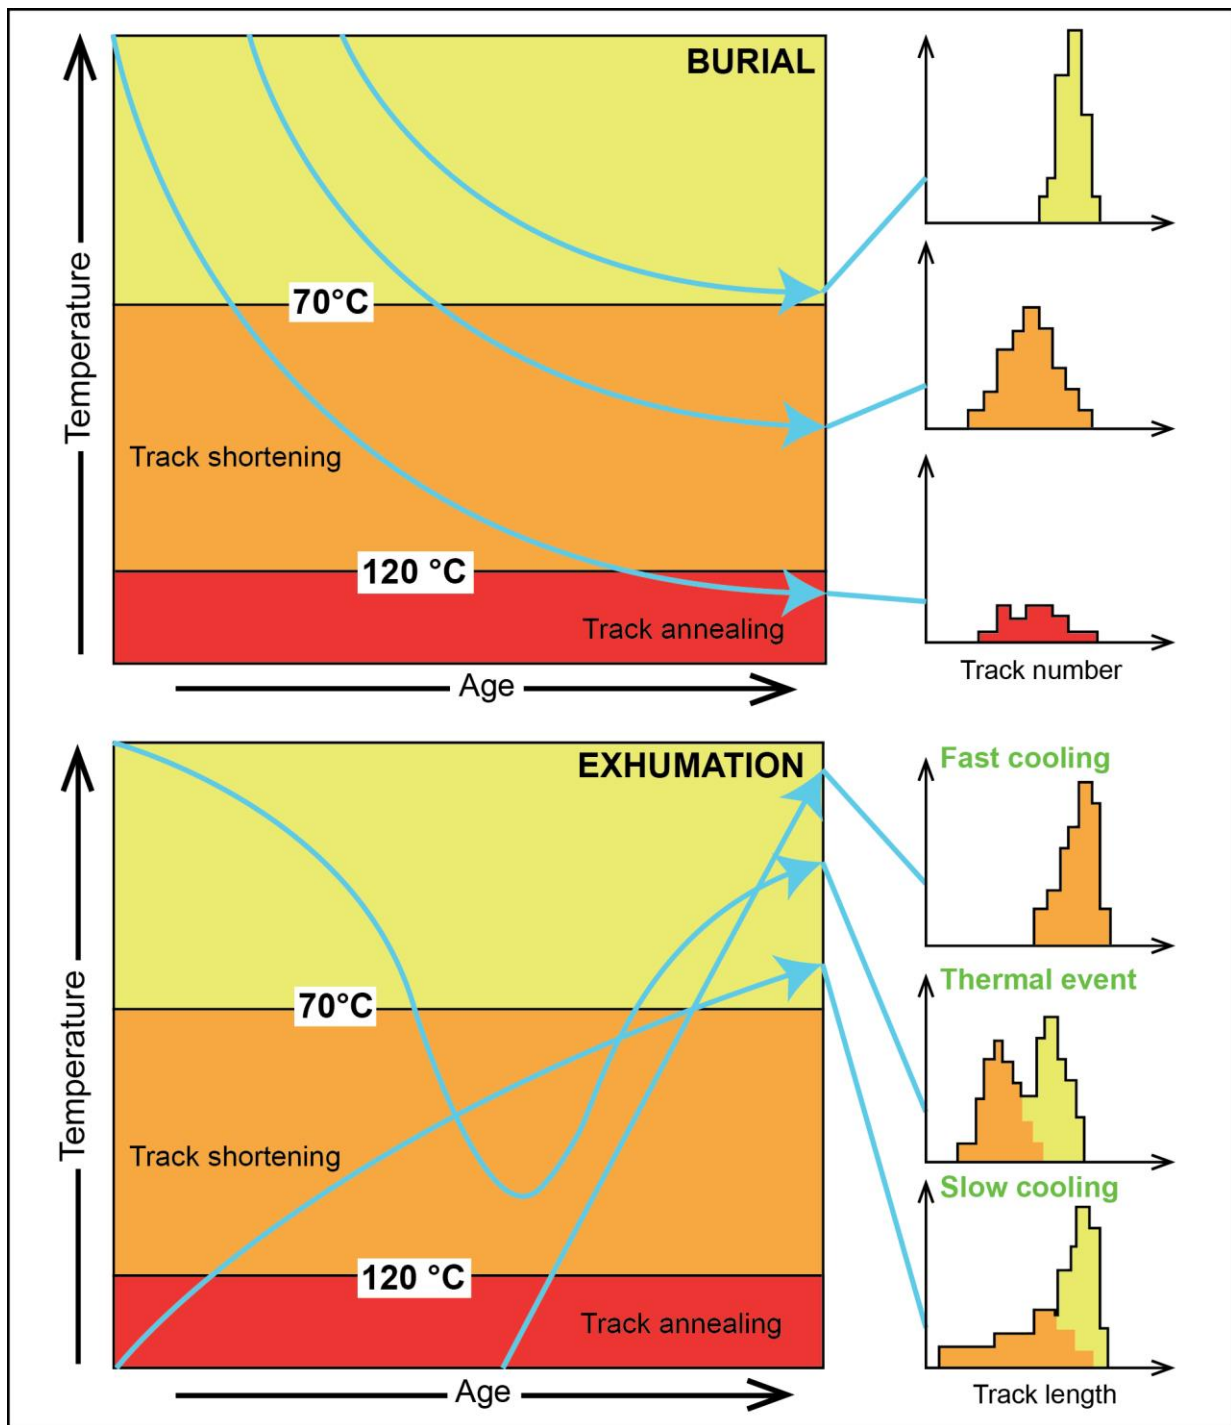 BURIAL
Temperature
70°C
Track shortening
120 °C
Track annealing
Age
Track number
EXHUMATION
Temperature
70°C
Track shortening
120 °C
Track annealing
Age
Fast cooling
Thermal event
Slow cooling
Track length